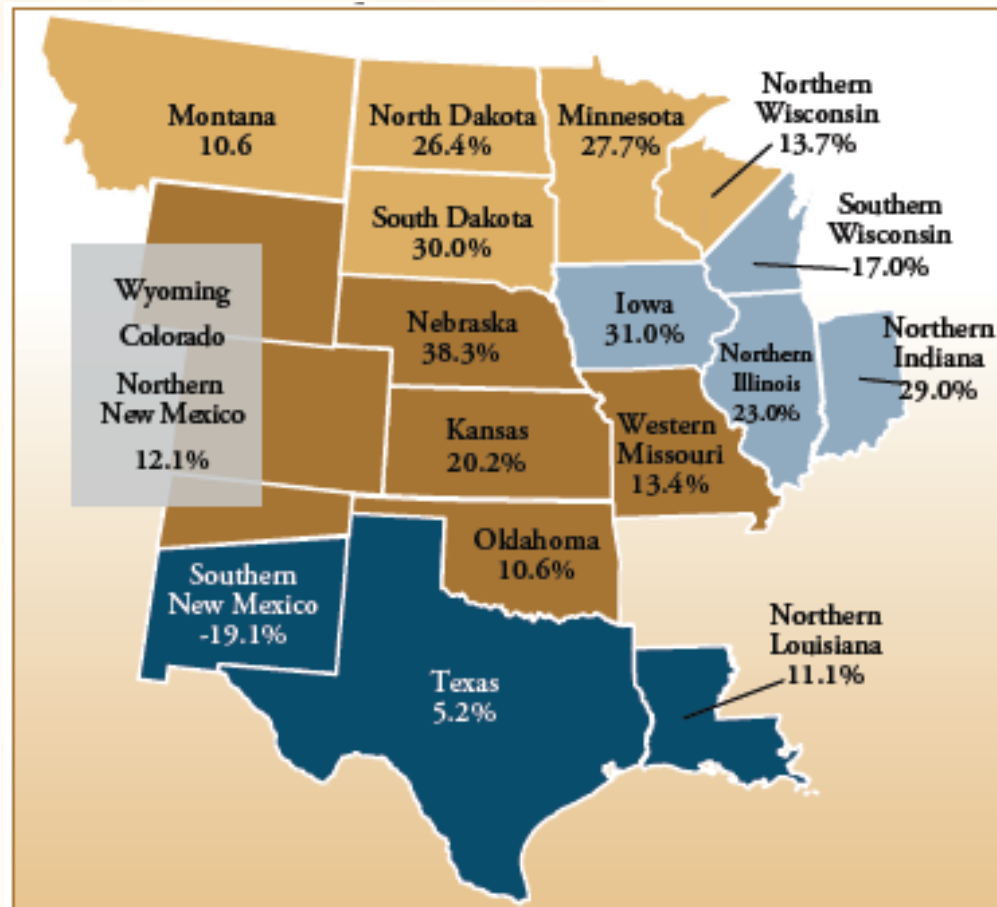 Montana
10.6
North Dakota
26.4%
Minnesota
27.7%
Northern
Wisconsin
13.7%
South Dakota
30.0%
Southern
Wisconsin
17.0%
Wyoming
Colorado
Northern
New Mexico
12.1%
Nebraska
38.3%
Iowa
31.0%
Northern
Illinois
23.0%
Northern
Indiana
29.0%
Kansas
20.2%
Western
Missouri
13.4%
Oklahoma
10.6%
Southern
New Mexico
-19.1%
Texas
5.2%
Northern
Louisiana
11.1%